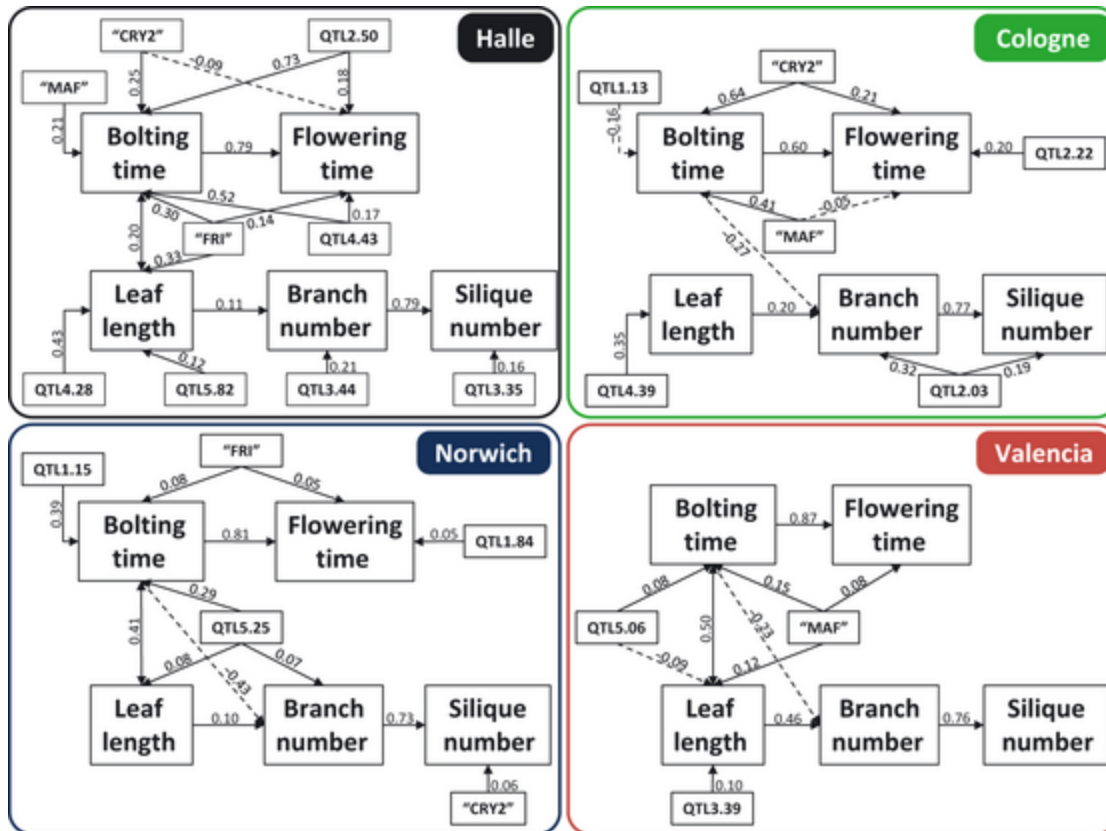 Halle
"CRY2"
QTL2.50
-0.09
0.73
0.25
0.18
"MAF"
0.21
Bolting
time
0.79
Flowering
time
0.52
0.30
0.14
0.17
0.20
"FRI"
QTL4.43
0.33
Leaf
length
0.11
Branch
number
0.79
Silique
number
0.43
0.12
0.21
0.16
QTL4.28
QTL5.82
QTL3.44
QTL3.35
Cologne
"CRY2"
QTL1.13
0.64
0.21
-0.16
Bolting
time
0.60
Flowering
time
0.20
QTL2.22
0.41
-0.05
"MAF"
-0.27
Leaf
length
0.20
Branch
number
0.77
Silique
number
0.35
0.32
0.19
QTL4.39
QTL2.03
Norwich
"FRI"
QTL1.15
0.08
0.05
0.39
Bolting
time
0.81
Flowering
time
0.05
QTL1.84
0.29
QTL5.25
0.41
0.08
-0.43
0.07
Leaf
length
0.10
Branch
number
0.73
Silique
number
0.06
"CRY2"
Valencia
Bolting
time
0.87
Flowering
time
0.08
0.15
0.08
QTL5.06
0.50
-0.23
"MAF"
-0.09
0.12
Leaf
length
0.46
Branch
number
0.76
Silique
number
0.10
QTL3.39